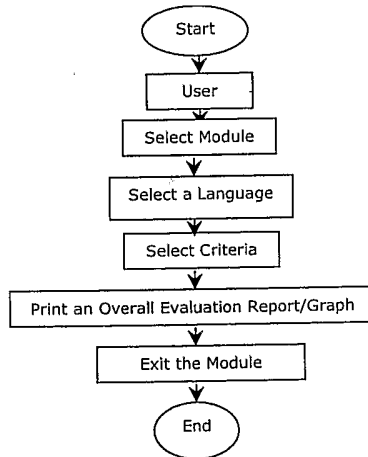 Start
User
Select Module
Select a Language
Select Criteria
Print an Overall Evaluation Report/Graph
Exit the Module
End